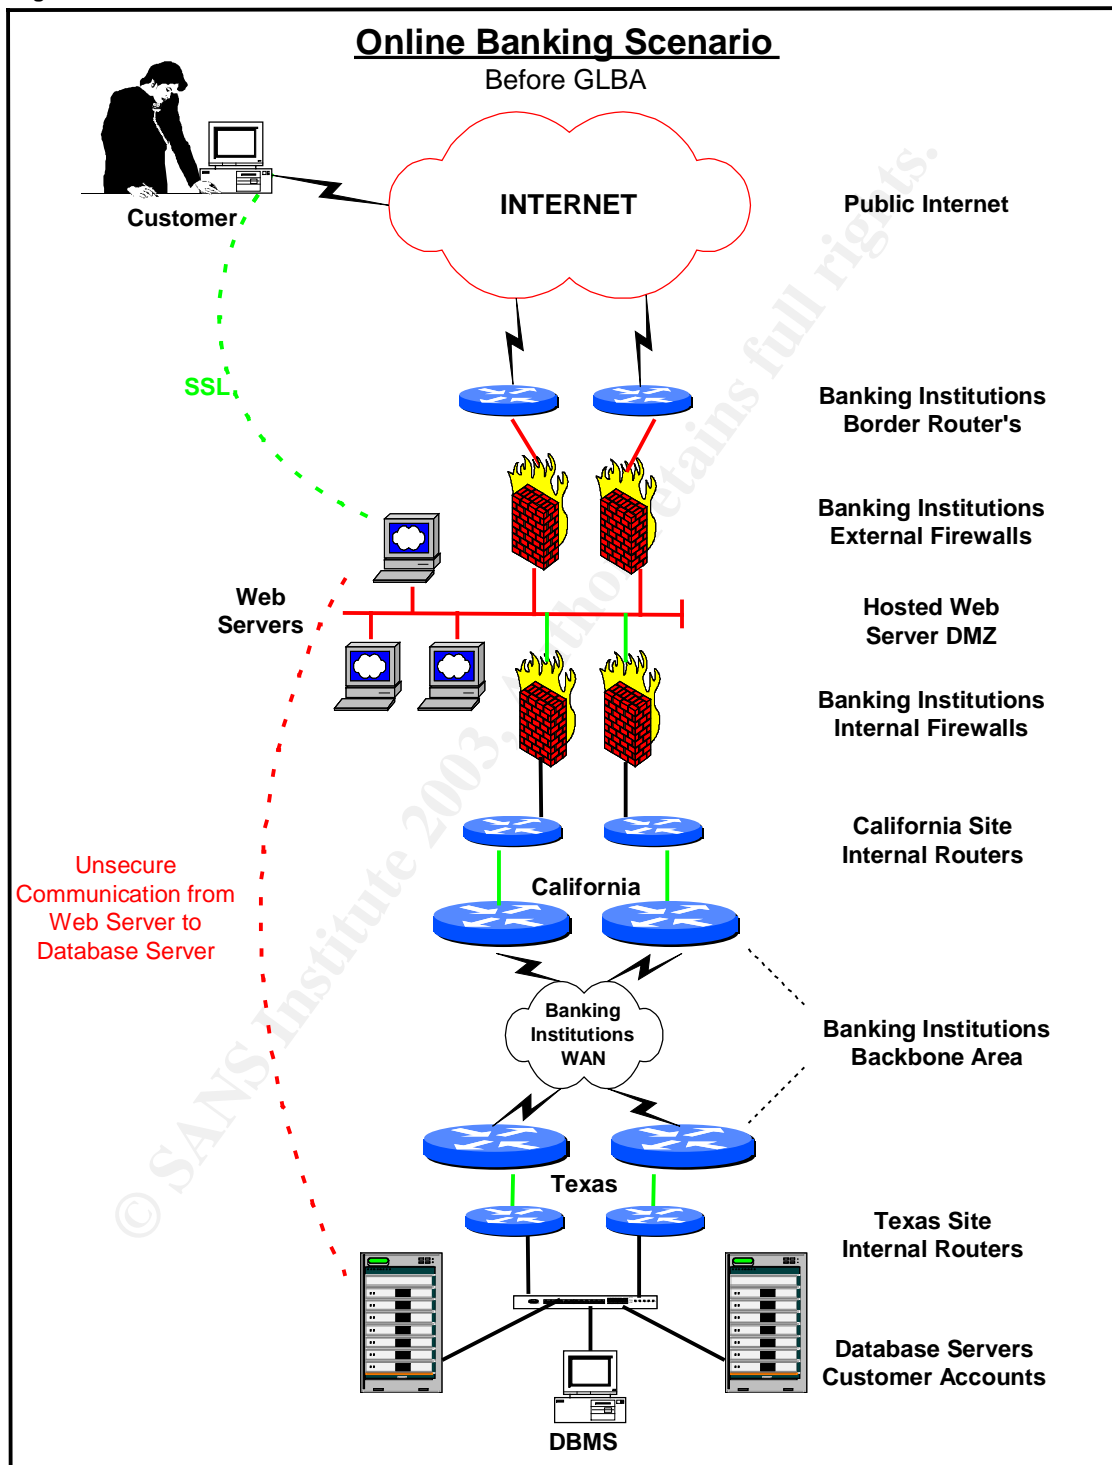 Online Banking Scenario
Before GLBA
Customer
INTERNET
Public Internet
SSL
Banking Institutions
Border Router's
Banking Institutions
External Firewalls
Web
Servers
Hosted Web
Server DMZ
Banking Institutions
Internal Firewalls
California Site
Internal Routers
Unsecure
Communication from
Web Server to
Database Server
California
Banking
Institutions
WAN
Banking Institutions
Backbone Area
Texas
Texas Site
Internal Routers
Database Servers
Customer Accounts
DBMS
© SANS Institute 2003, Author retains full rights.